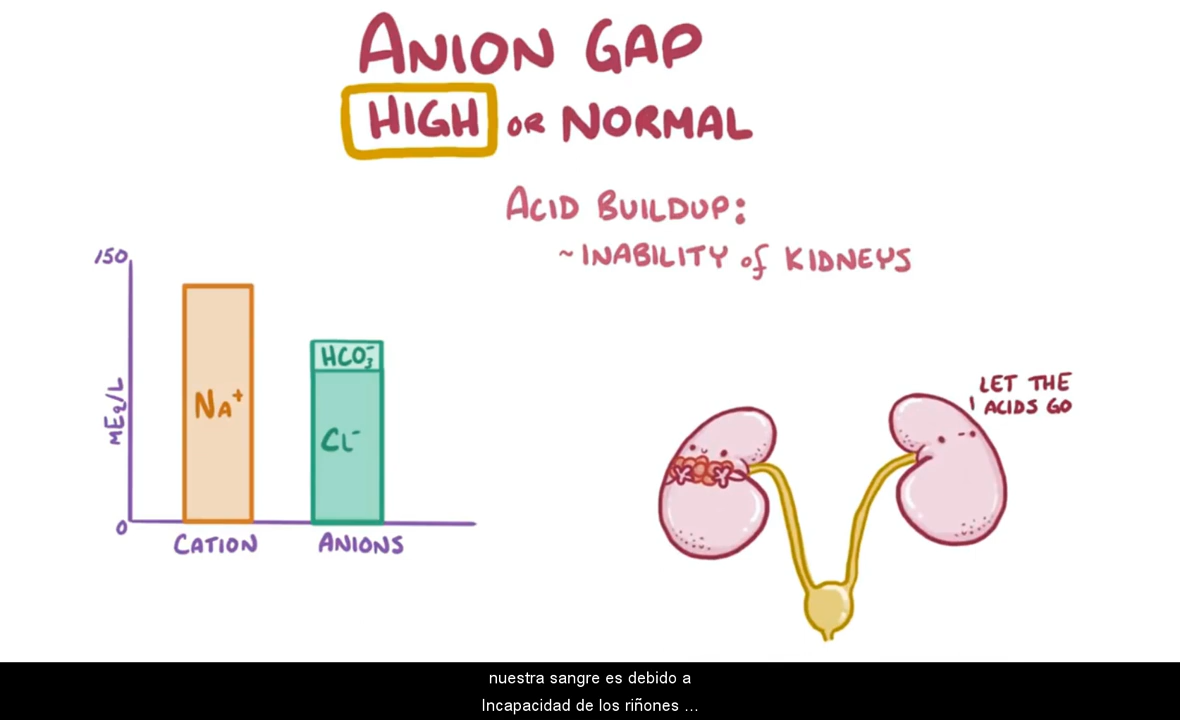 ANION GAP
HIGH OR NORMAL
ACID BUILDUP:
~ INABILITY of KIDNEYS
150
MEq/L
0
Na⁺
HCO₃⁻
Cl⁻
CATION
ANIONS
LET THE
ACIDS GO
nuestra sangre es debido a
Incapacidad de los riñones ...